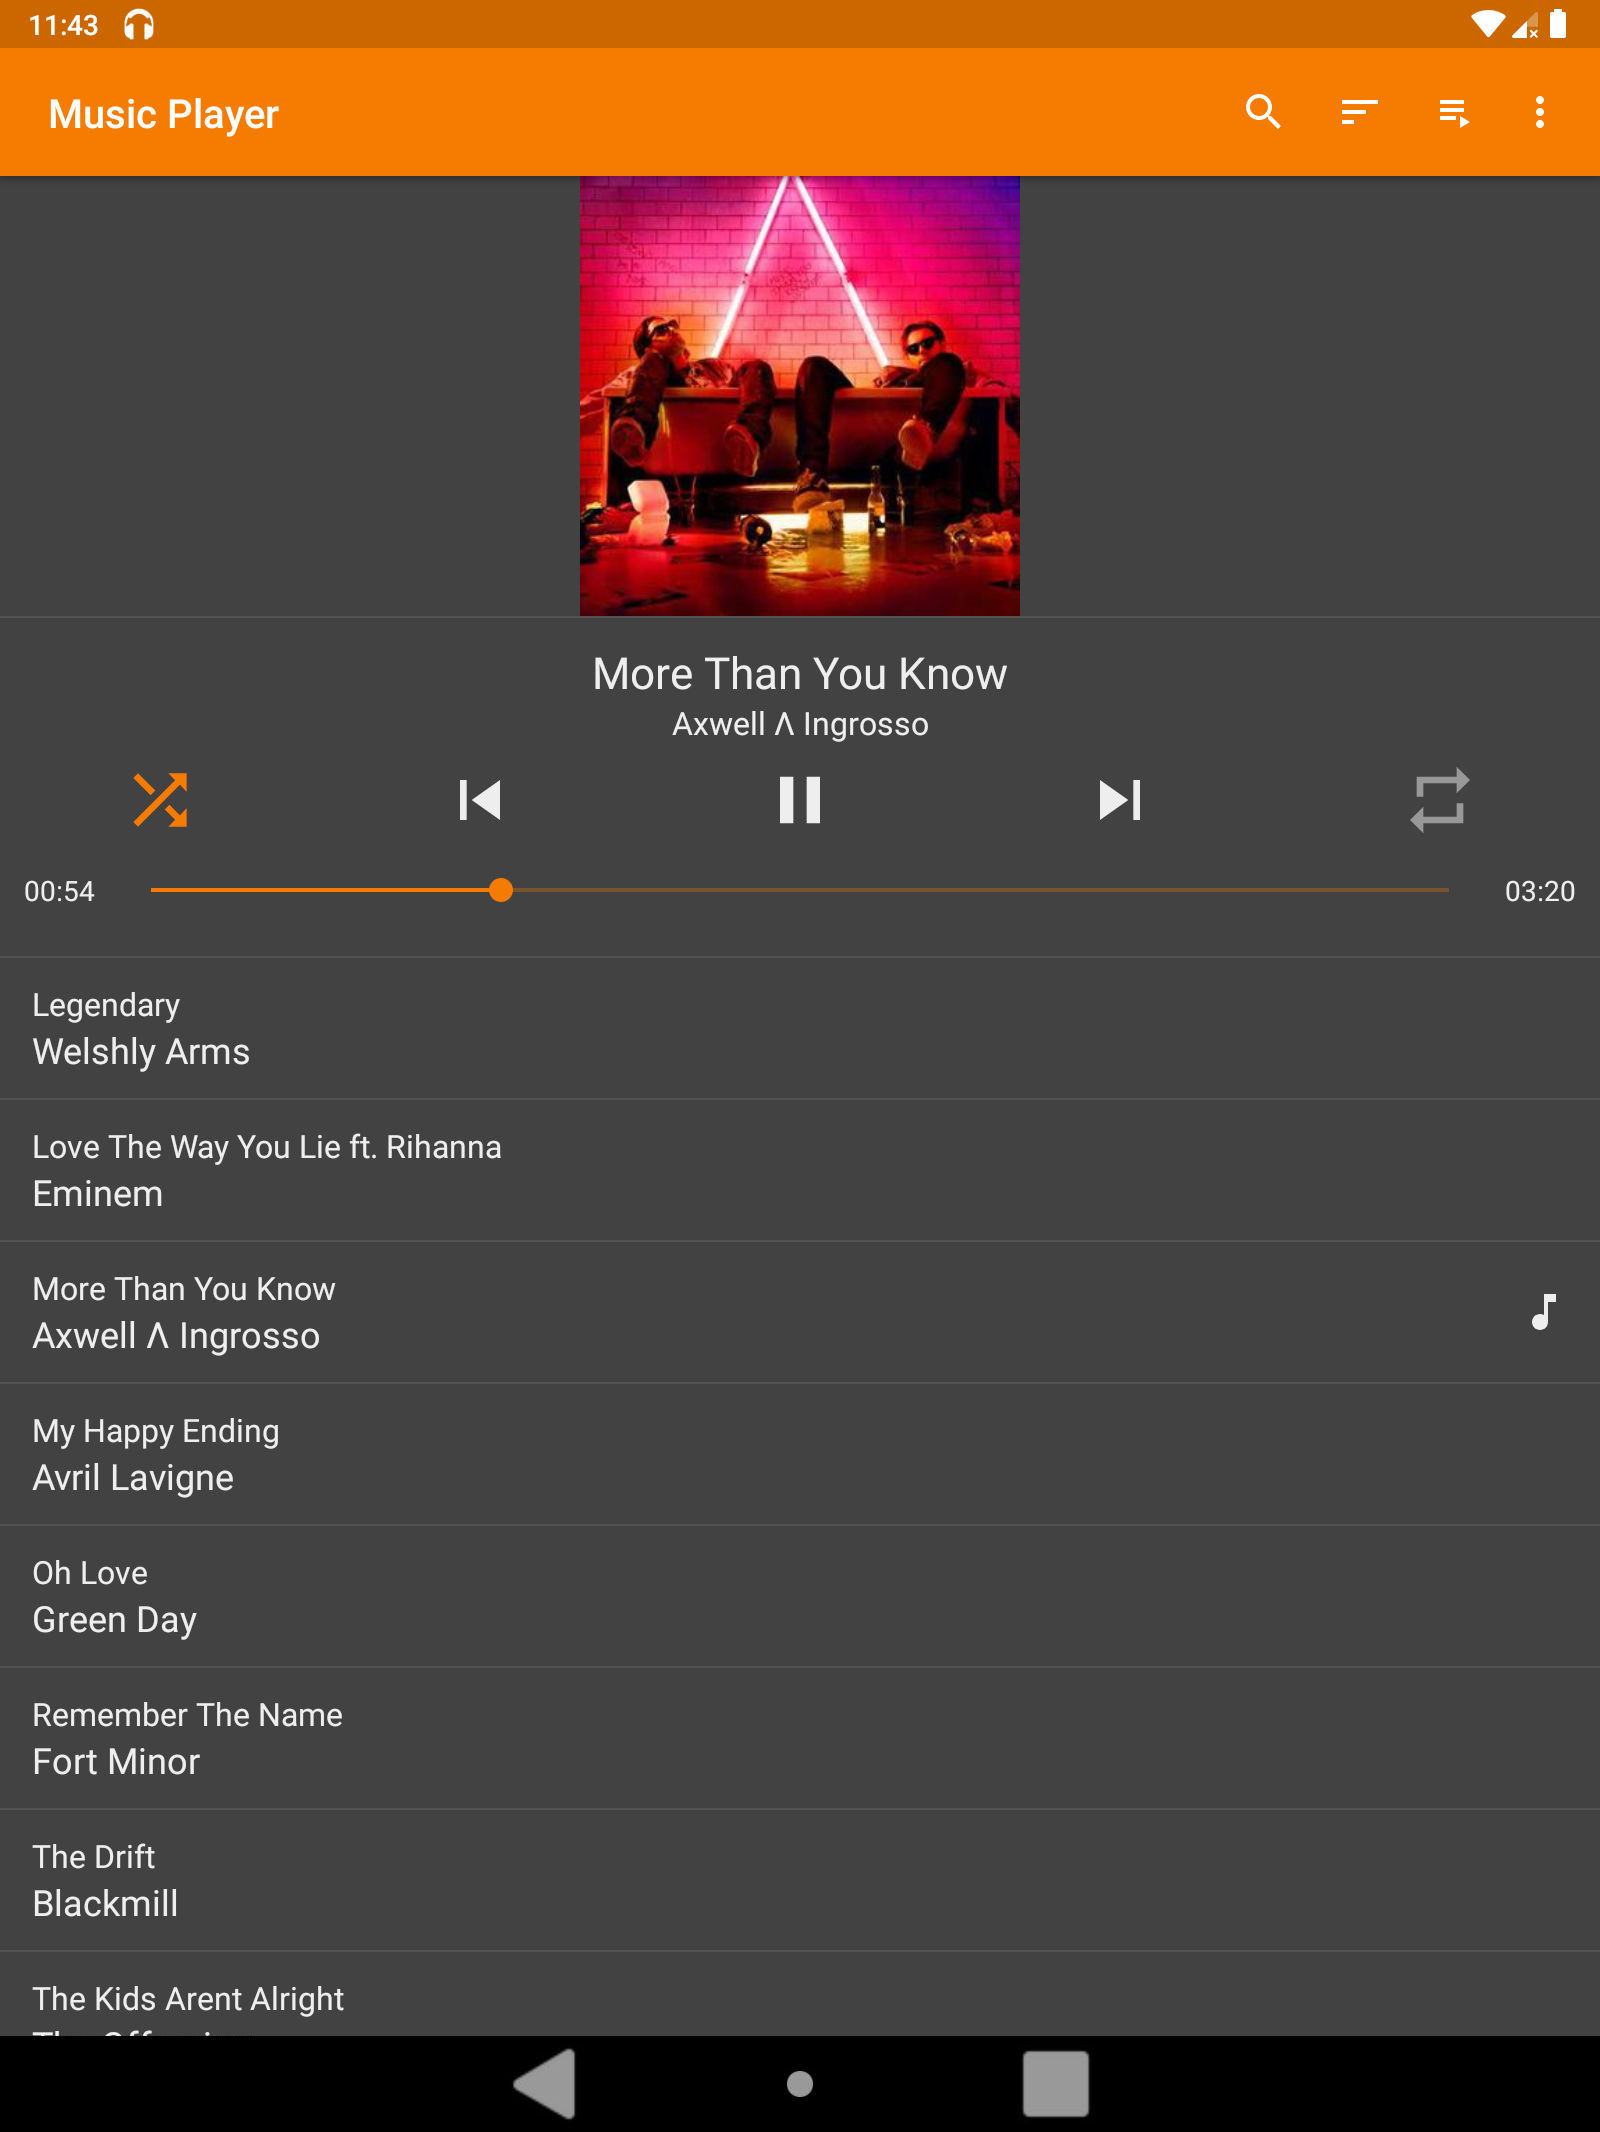 11:43
Music Player
More Than You Know
Axwell Λ Ingrosso
00:54
03:20
Legendary
Welshly Arms
Love The Way You Lie ft. Rihanna
Eminem
More Than You Know
Axwell Λ Ingrosso
My Happy Ending
Avril Lavigne
Oh Love
Green Day
Remember The Name
Fort Minor
The Drift
Blackmill
The Kids Arent Alright